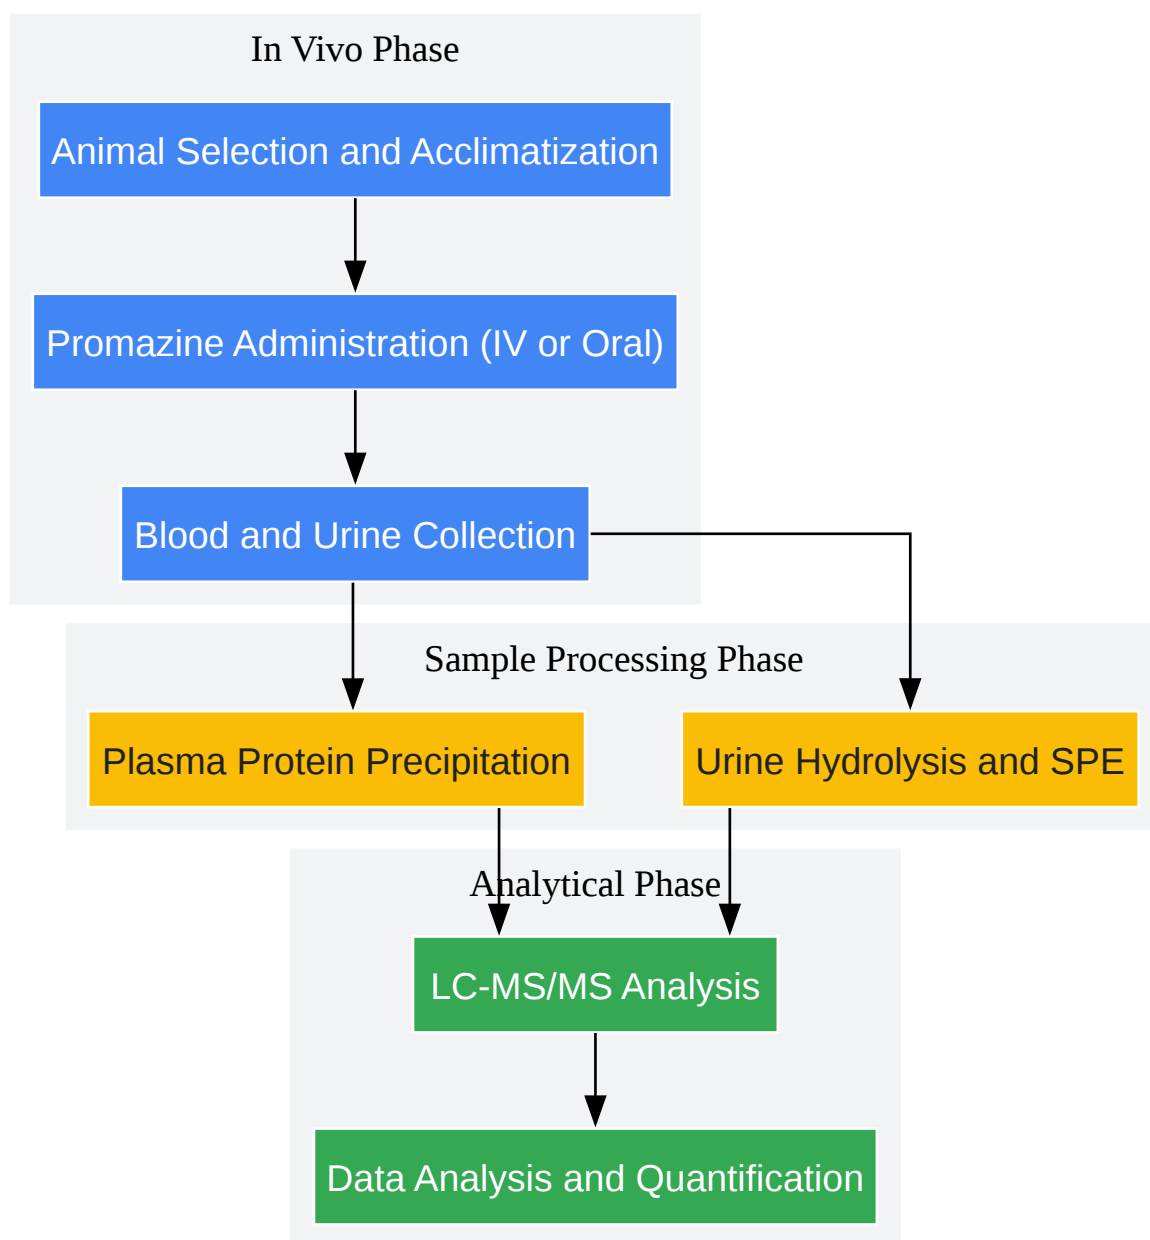 In Vivo Phase
Animal Selection and Acclimatization
Promazine Administration (IV or Oral)
Blood and Urine Collection
Sample Processing Phase
Plasma Protein Precipitation
Urine Hydrolysis and SPE
Analytical Phase
LC-MS/MS Analysis
Data Analysis and Quantification